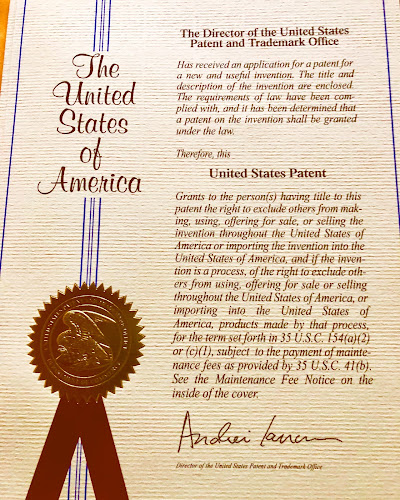 The
United
States
of
America
The Director of the United States
Patent and Trademark Office
Has received an application for a patent for
a new and useful invention. The title and
description of the invention are enclosed.
The requirements of law have been com-
plied with, and it has been determined that
a patent on the invention shall be granted
under the law.
Therefore, this
United States Patent
Grants to the person(s) having title to this
patent the right to exclude others from mak-
ing, using, offering for sale, or selling the
invention throughout the United States of
America or importing the invention into the
United States of America, and if the inven-
tion is a process, of the right to exclude oth-
ers from using, offering for sale or selling
throughout the United States of America, or
importing into the United States of
America, products made by that process,
for the term set forth in 35 U.S.C. 154(a)(2)
or (c)(1), subject to the payment of mainte-
nance fees as provided by 35 U.S.C. 41(b).
See the Maintenance Fee Notice on the
inside of the cover.
Andrei Iancu
Director of the United States Patent and Trademark Office